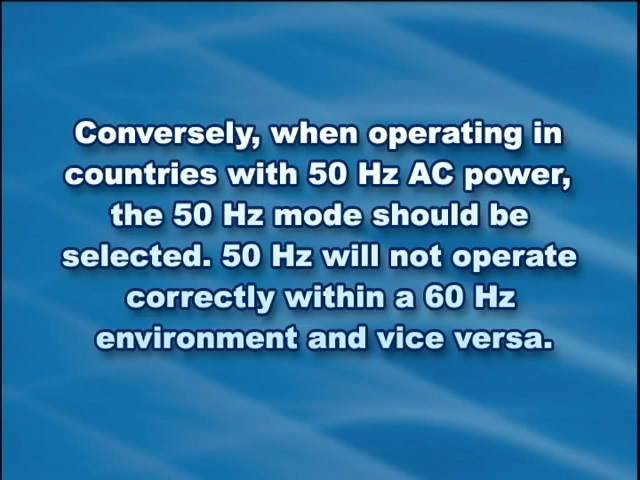 Conversely, when operating in
countries with 50 Hz AC power,
the 50 Hz mode should be
selected. 50 Hz will not operate
correctly within a 60 Hz
environment and vice versa.